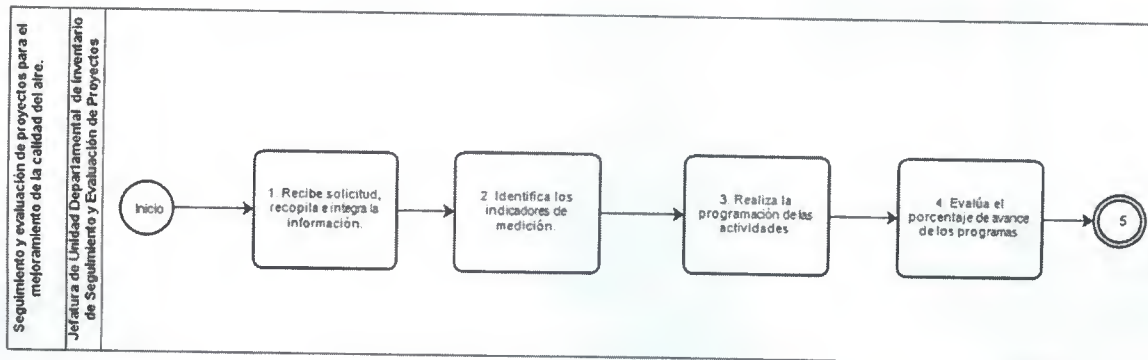 Seguimiento y evaluación de proyectos para el
mejoramiento de la calidad del aire.
Jefatura de Unidad Departamental de Inventario
de Seguimiento y Evaluación de Proyectos
Inicio
1. Recibe solicitud,
recopila e integra la
información.
2 Identifica los
indicadores de
medición.
3. Realiza la
programación de las
actividades
4. Evalúa el
porcentaje de avance
de los programas
5